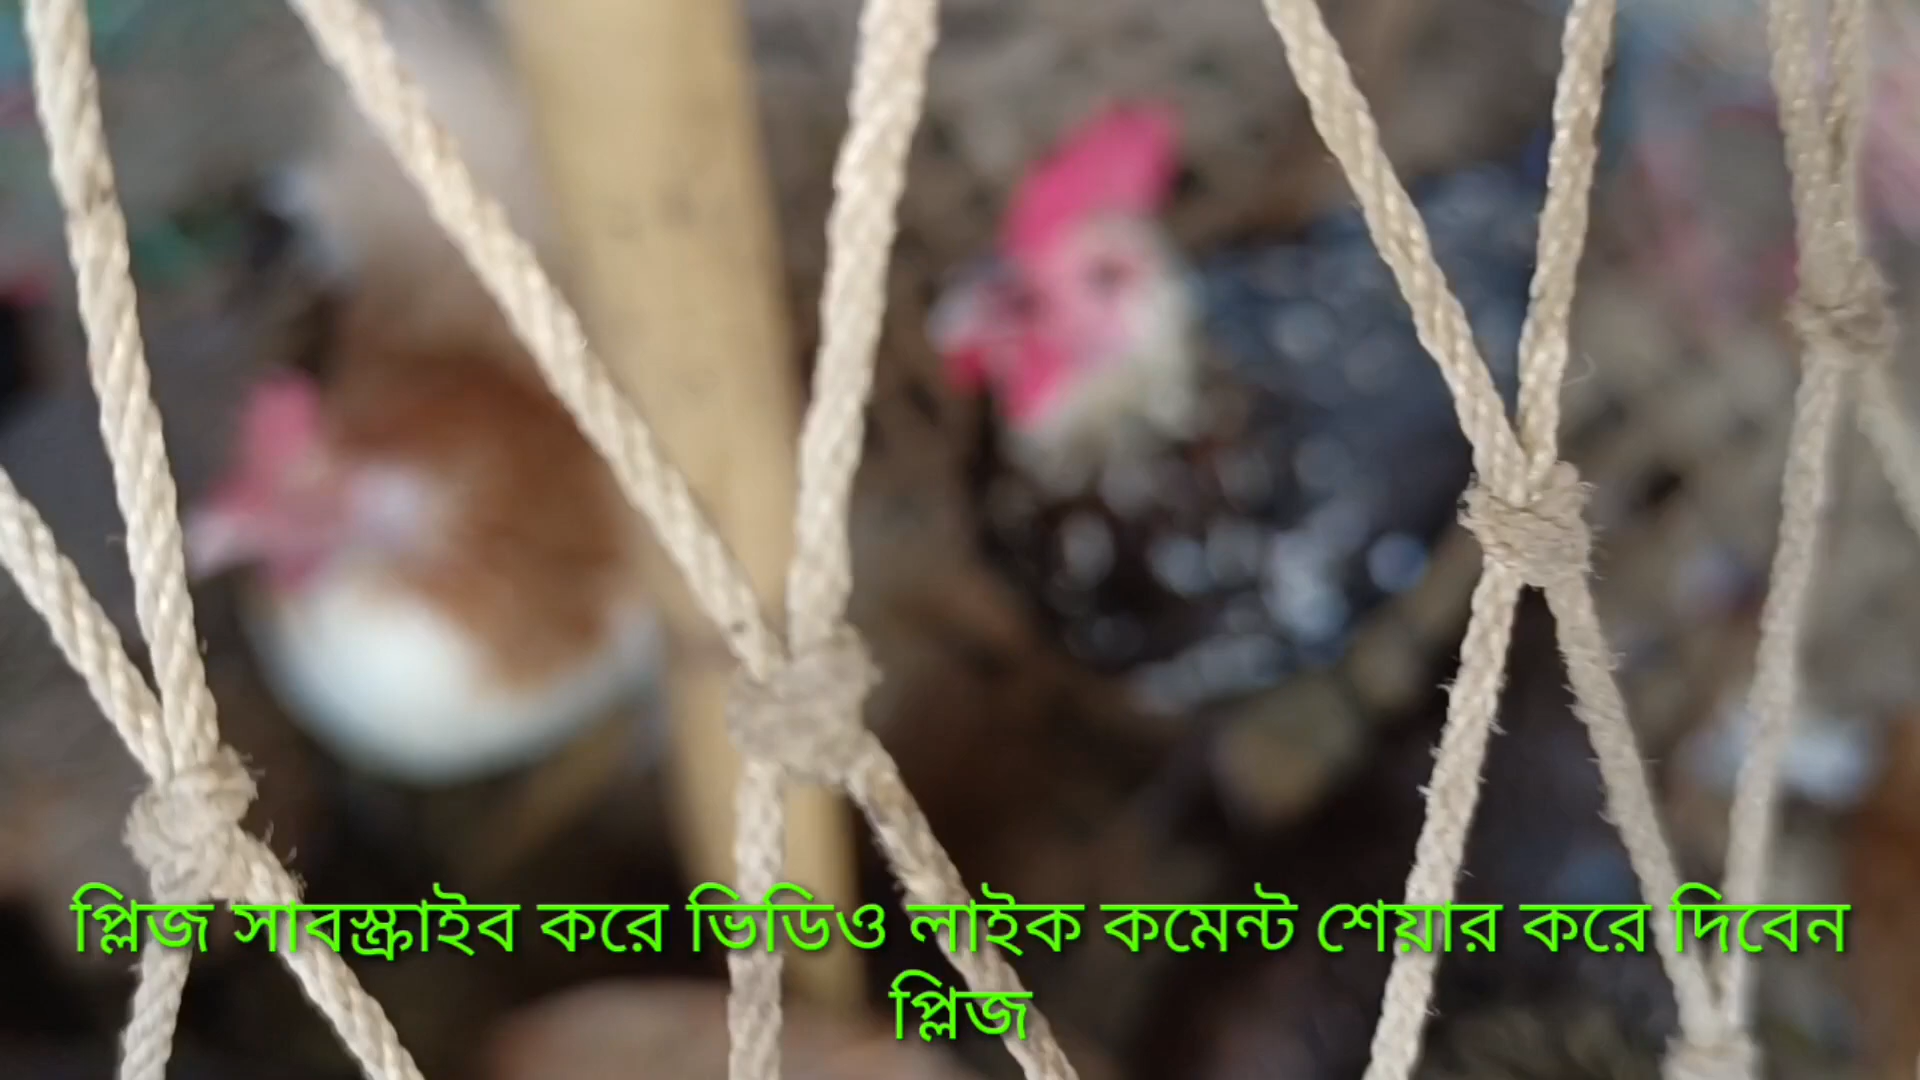 প্লিজ সাবস্ক্রাইব করে ভিডিও লাইক কমেন্ট শেয়ার করে দিবেন
প্লিজ